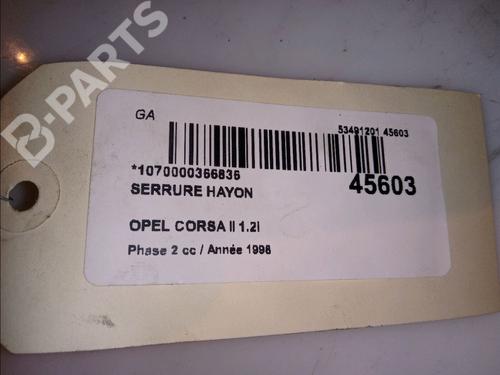 B-PARTS
GA
53491201 45603
*1070000366836
SERRURE HAYON
45603
OPEL CORSA II 1.2I
Phase 2 cc / Année 1998